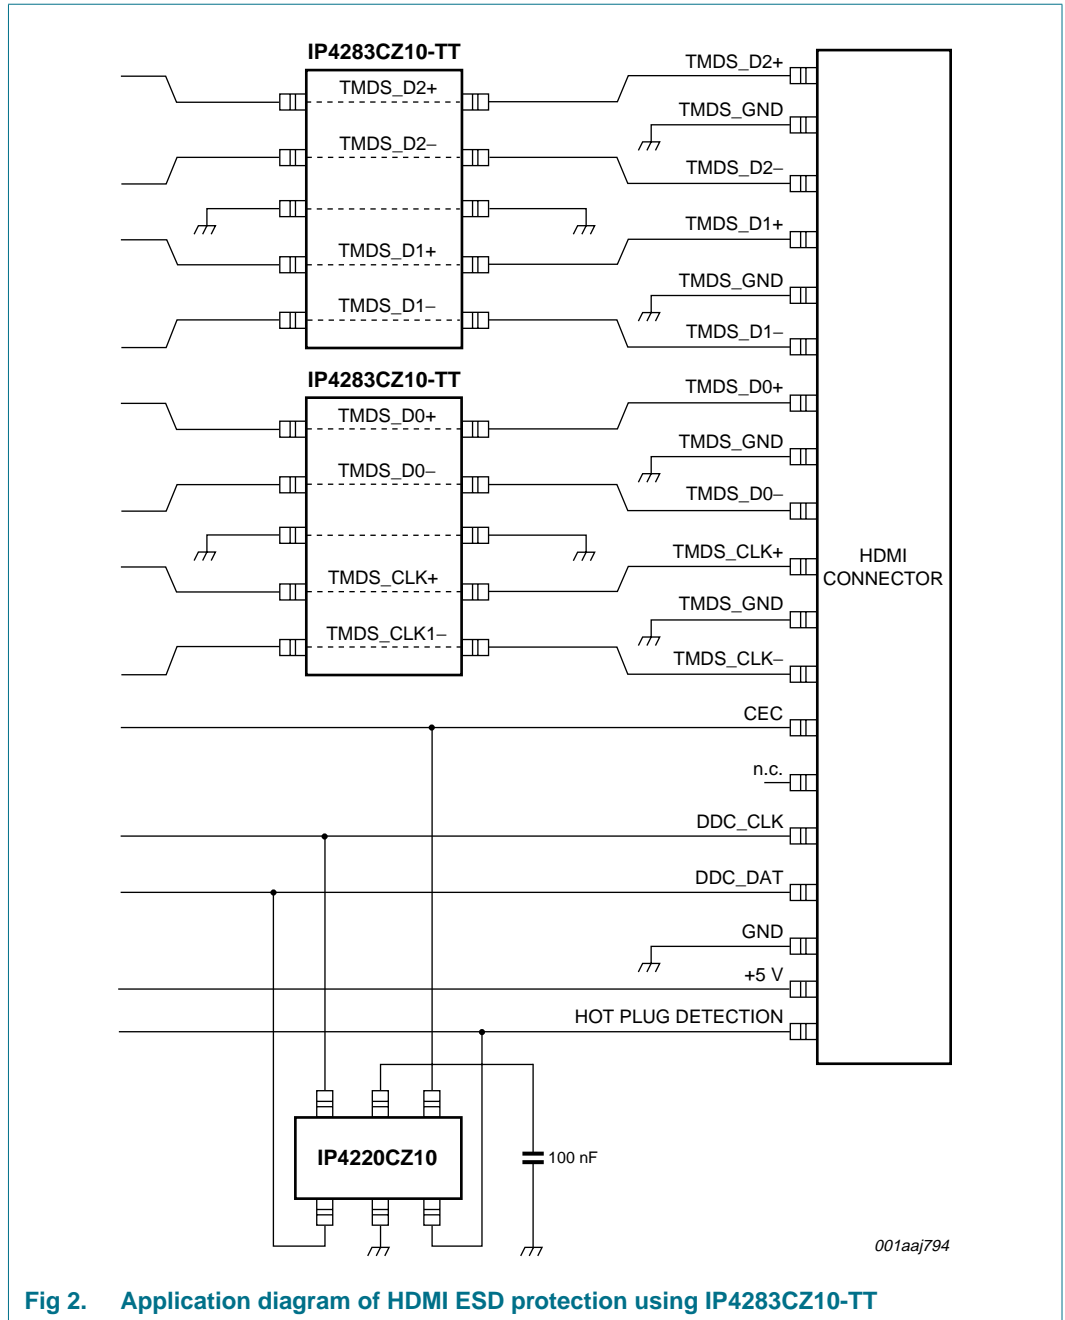 IP4283CZ10-TT
TMDS_D2+
TMDS_D2+
TMDS_GND
TMDS_D2−
TMDS_D2−
TMDS_D1+
TMDS_D1+
TMDS_GND
TMDS_D1−
TMDS_D1−
IP4283CZ10-TT
TMDS_D0+
TMDS_D0+
TMDS_GND
TMDS_D0−
TMDS_D0−
TMDS_CLK+
HDMI
CONNECTOR
TMDS_CLK+
TMDS_GND
TMDS_CLK1−
TMDS_CLK−
CEC
n.c.
DDC_CLK
DDC_DAT
GND
+5 V
HOT PLUG DETECTION
IP4220CZ10
100 nF
001aaj794
Fig 2. Application diagram of HDMI ESD protection using IP4283CZ10-TT